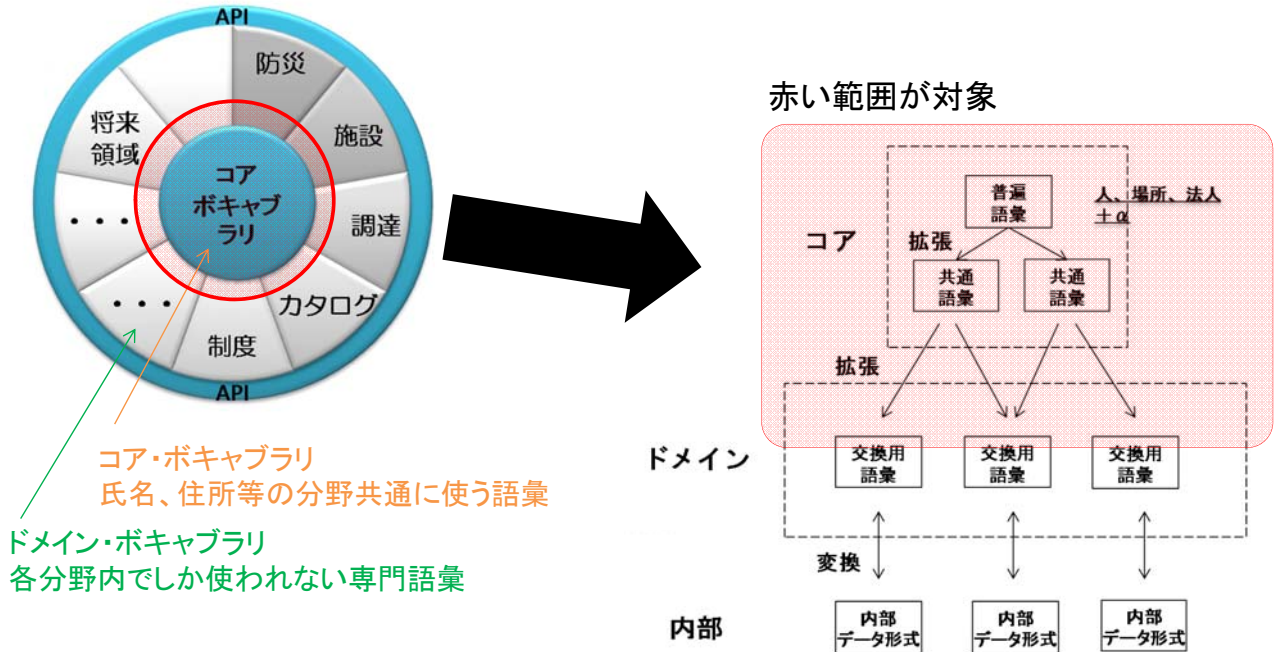 API
防災
施設
調達
カタログ
制度
・・・
・・・
将来
領域
コア
ボキャブ
ラリ
API
コア・ボキャブラリ
氏名、住所等の分野共通に使う語彙
ドメイン・ボキャブラリ
各分野内でしか使われない専門語彙
赤い範囲が対象
コア
普遍
語彙
人、場所、法人
＋α
拡張
共通
語彙
共通
語彙
拡張
ドメイン
交換用
語彙
交換用
語彙
交換用
語彙
変換
内部
内部
データ形式
内部
データ形式
内部
データ形式